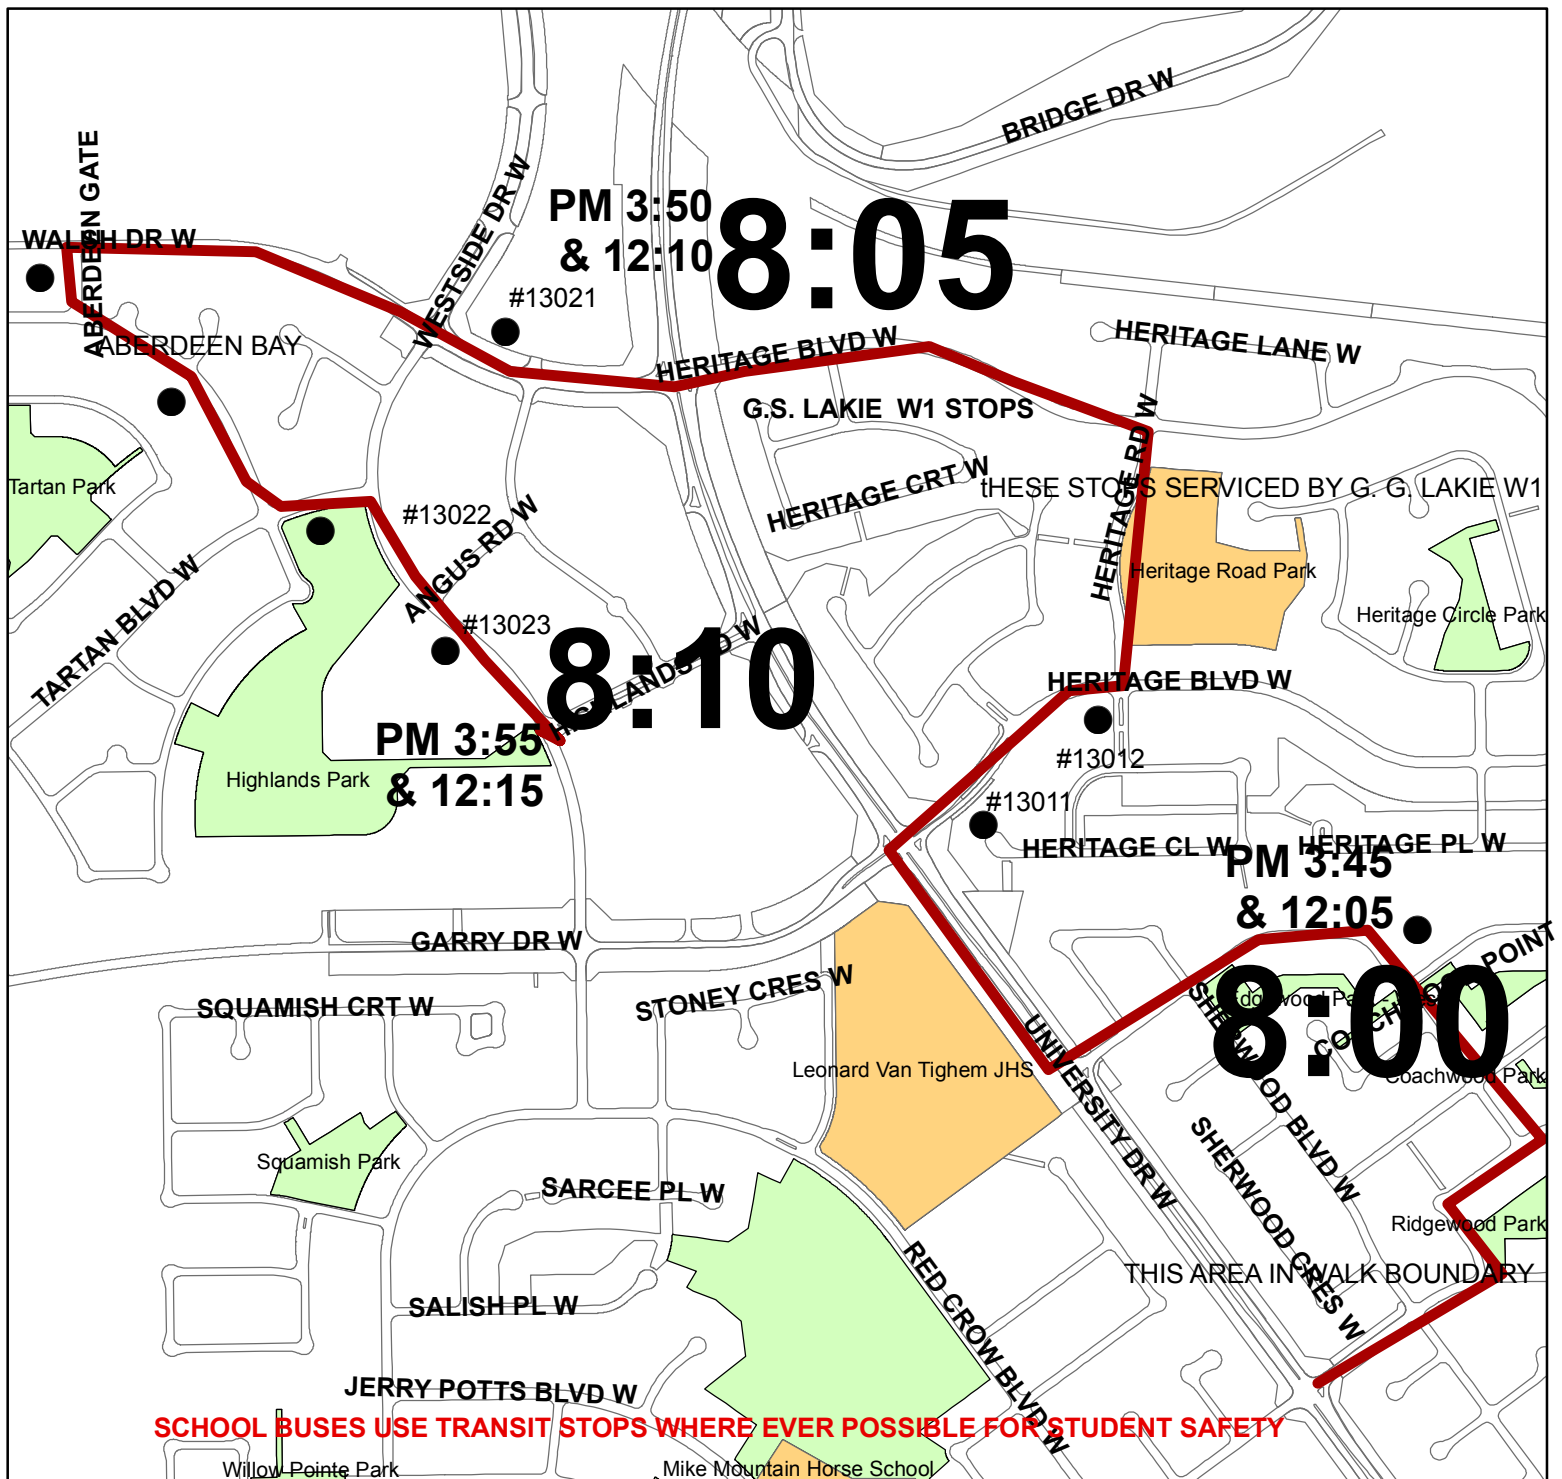 BRIDGE DR W
ABERDEEN GATE
WALSH DR W
WESTSIDE DR W
PM 3:50
& 12:10
8:05
#13021
ABERDEEN BAY
HERITAGE BLVD W
HERITAGE LANE W
G.S. LAKIE W1 STOPS
HERITAGE RD W
HERITAGE CRT W
tHESE STOPS SERVICED BY G. G. LAKIE W1
Tartan Park
#13022
ANGUS RD W
TARTAN BLVD W
Heritage Road Park
Heritage Circle Park
#13023
8:10
HIGHLANDS RD W
HERITAGE BLVD W
PM 3:55
& 12:15
Highlands Park
#13012
#13011
HERITAGE CL W
HERITAGE PL W
PM 3:45
& 12:05
GARRY DR W
COACHWOOD POINT
STONEY CRES W
SQUAMISH CRT W
8:00
SHERWOOD BLVD W
UNIVERSITY DR W
Leonard Van Tighem JHS
Coachwood Park
SHERWOOD CRES W
Squamish Park
SARCEE PL W
Ridgewood Park
RED CROW BLVD W
THIS AREA IN WALK BOUNDARY
SALISH PL W
JERRY POTTS BLVD W
SCHOOL BUSES USE TRANSIT STOPS WHERE EVER POSSIBLE FOR STUDENT SAFETY
Willow Pointe Park
Mike Mountain Horse School